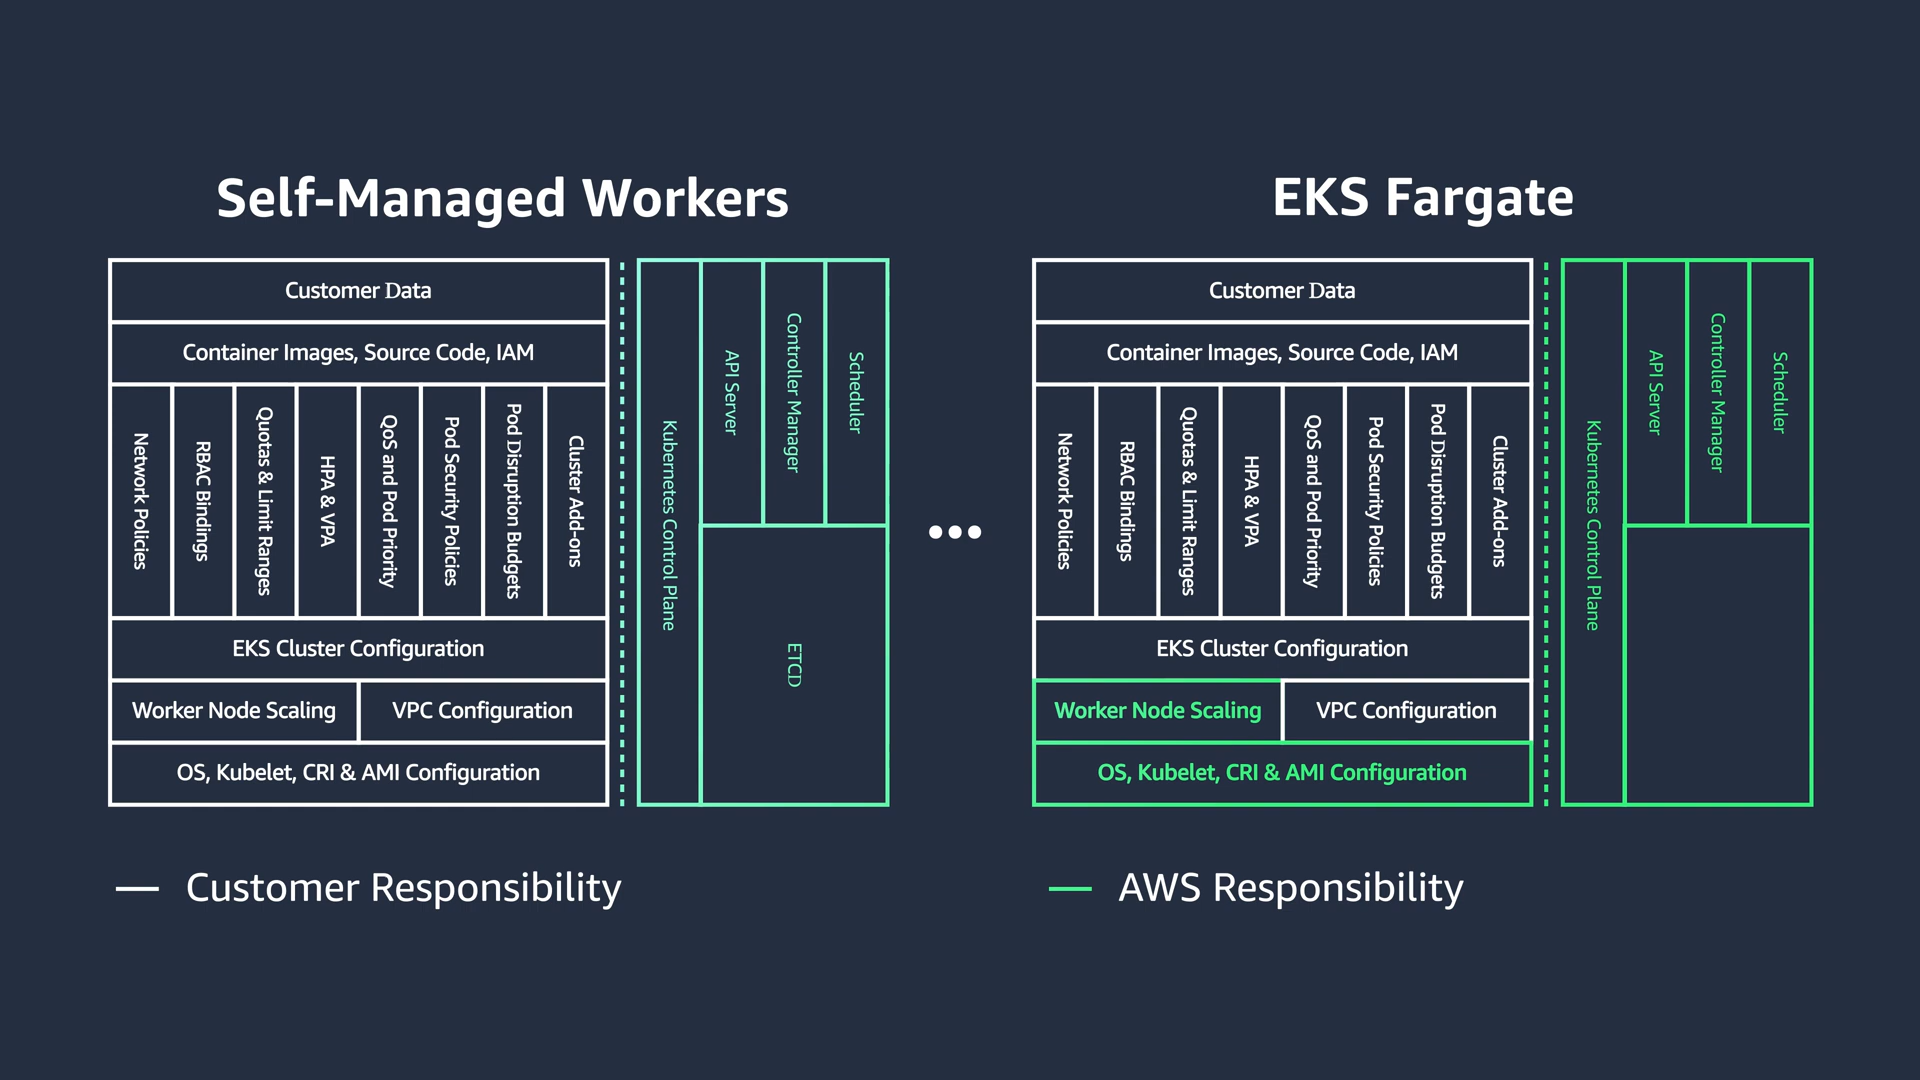 Self-Managed Workers
Customer Data
Container Images, Source Code, IAM
Network Policies
RBAC Bindings
Quotas & Limit Ranges
HPA & VPA
QoS and Pod Priority
Pod Security Policies
Pod Disruption Budgets
Cluster Add-ons
EKS Cluster Configuration
Worker Node Scaling
VPC Configuration
OS, Kubelet, CRI & AMI Configuration
Kubernetes Control Plane
API Server
Controller Manager
Scheduler
ETCD
EKS Fargate
Customer Data
Container Images, Source Code, IAM
Network Policies
RBAC Bindings
Quotas & Limit Ranges
HPA & VPA
QoS and Pod Priority
Pod Security Policies
Pod Disruption Budgets
Cluster Add-ons
EKS Cluster Configuration
Worker Node Scaling
VPC Configuration
OS, Kubelet, CRI & AMI Configuration
Kubernetes Control Plane
API Server
Controller Manager
Scheduler
Customer Responsibility
AWS Responsibility